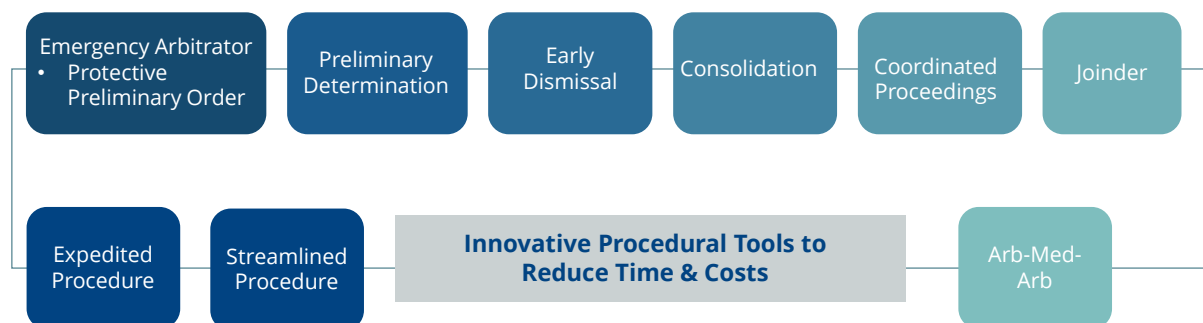 Emergency Arbitrator
• Protective
Preliminary Order
Preliminary
Determination
Early
Dismissal
Consolidation
Coordinated
Proceedings
Joinder
Expedited
Procedure
Streamlined
Procedure
Innovative Procedural Tools to
Reduce Time & Costs
Arb-Med-
Arb